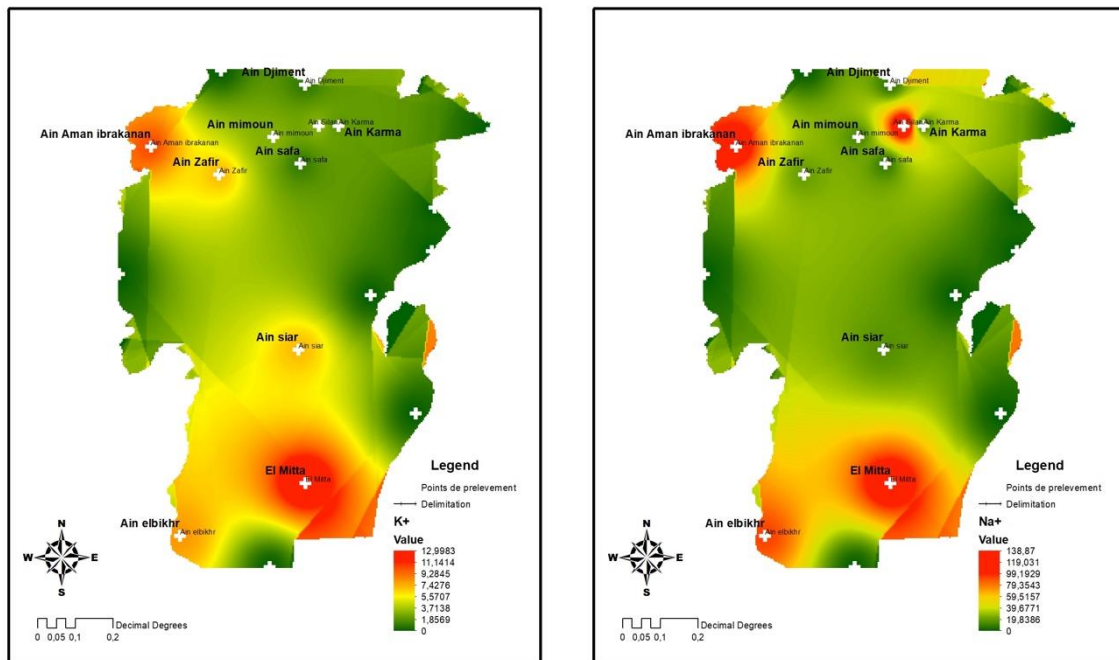 Ain Djiment
Ain Djiment
Ain Aman ibrakanan
Ain Aman ibrakanan
Ain mimoun
Ain mimoun
Ain Karma
Ain Karma
Ain Zafir
Ain Zafir
Ain safa
Ain safa
Ain siar
Ain siar
El Mitta
El Mitta
Ain elbikhr
Ain elbikhr
Legend
Points de prelevement
Delimitation
K+
Value
12,9983
11,1414
9,2845
7,4276
5,5707
3,7138
1,8569
0
N
W E
S
Decimal Degrees
0 0,05 0,1 0,2
Ain Djiment
Ain Djiment
Ain Aman ibrakanan
Ain Aman ibrakanan
Ain mimoun
Ain mimoun
Ain Karma
Ain Karma
Ain Zafir
Ain Zafir
Ain safa
Ain safa
Ain siar
Ain siar
El Mitta
El Mitta
Ain elbikhr
Ain elbikhr
Legend
Points de prelevement
Delimitation
Na+
Value
138,87
119,031
99,1929
79,3543
59,5157
39,6771
19,8386
0
N
W E
S
Decimal Degrees
0 0,05 0,1 0,2